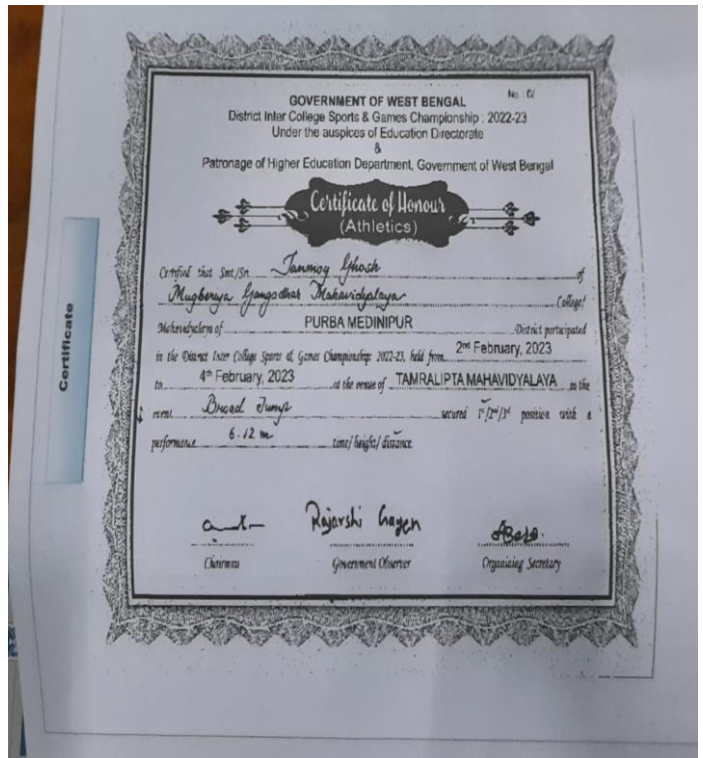 No : 0/
GOVERNMENT OF WEST BENGAL
District Inter College Sports & Games Championship : 2022-23
Under the auspices of Education Directorate
&
Patronage of Higher Education Department, Government of West Bengal
Certificate of Honour
(Athletics)
Certified that Smt/Sri Tanmoy Ghosh of
Mugberya Gangadhar Mahavidyalaya (College/
Mahavidyalaya of PURBA MEDINIPUR District participated
in the District Inter College Sports & Games Championship 2022-23, held from 2nd February, 2023
to 4th February, 2023 at the venue of TAMRALIPTA MAHAVIDYALAYA in the
event Broad Jump secured 1st/2nd/3rd position with a
performance 6.12 m time/ height/ distance
Rajarshi Gayen
Chairman Government Observer Organizing Secretary
Certificate